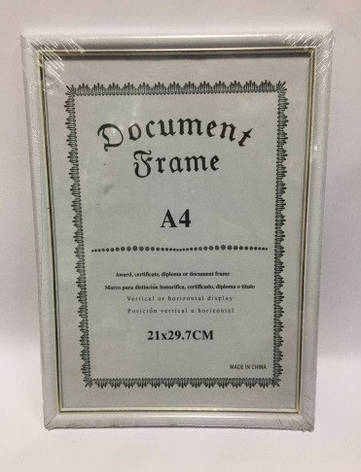 Document
Frame
A4
Award, certificate, diploma or document frame
Marco para distinción honorífica, certificado, diploma o título
Vertical or horizontal display
Posición vertical u horizontal
21x29.7CM
MADE IN CHINA